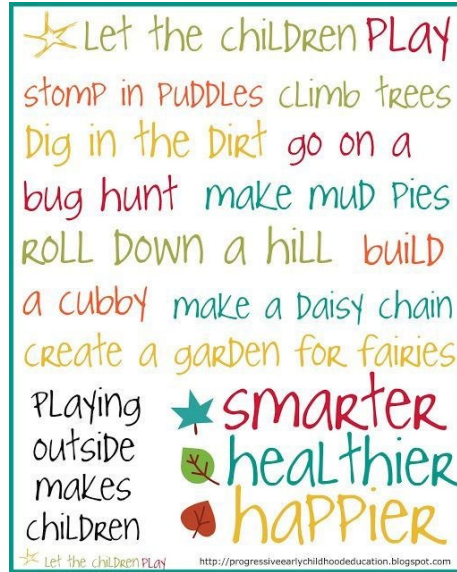 Let the children PLAY
stomp in puddles climb trees
Dig in the Dirt go on a
bug hunt make mud pies
Roll Down a hill build
a cubby make a Daisy chain
create a garden for fairies
Playing
outside
makes
children
smarter
healthier
happier
Let the children PLAY
http://progressiveearlychildhoodeducation.blogspot.com